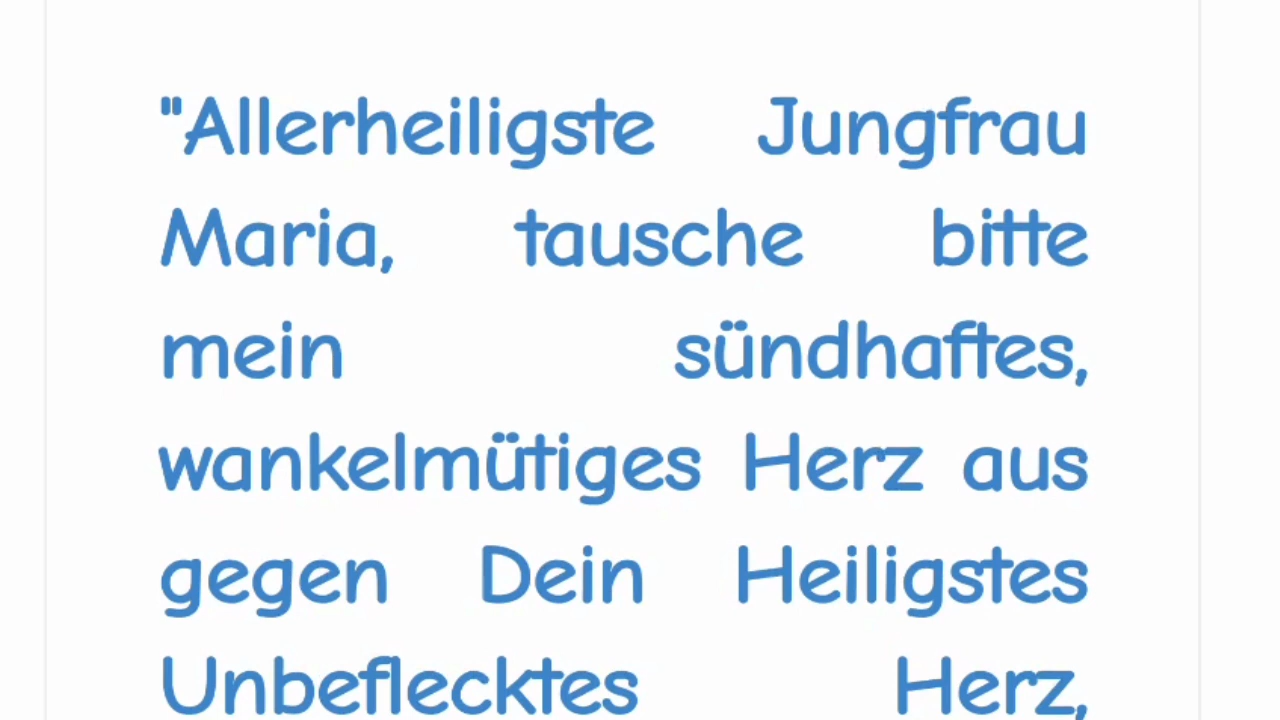 "Allerheiligste Jungfrau
Maria, tausche bitte
mein sündhaftes,
wankelmütiges Herz aus
gegen Dein Heiligstes
Unbeflecktes Herz,